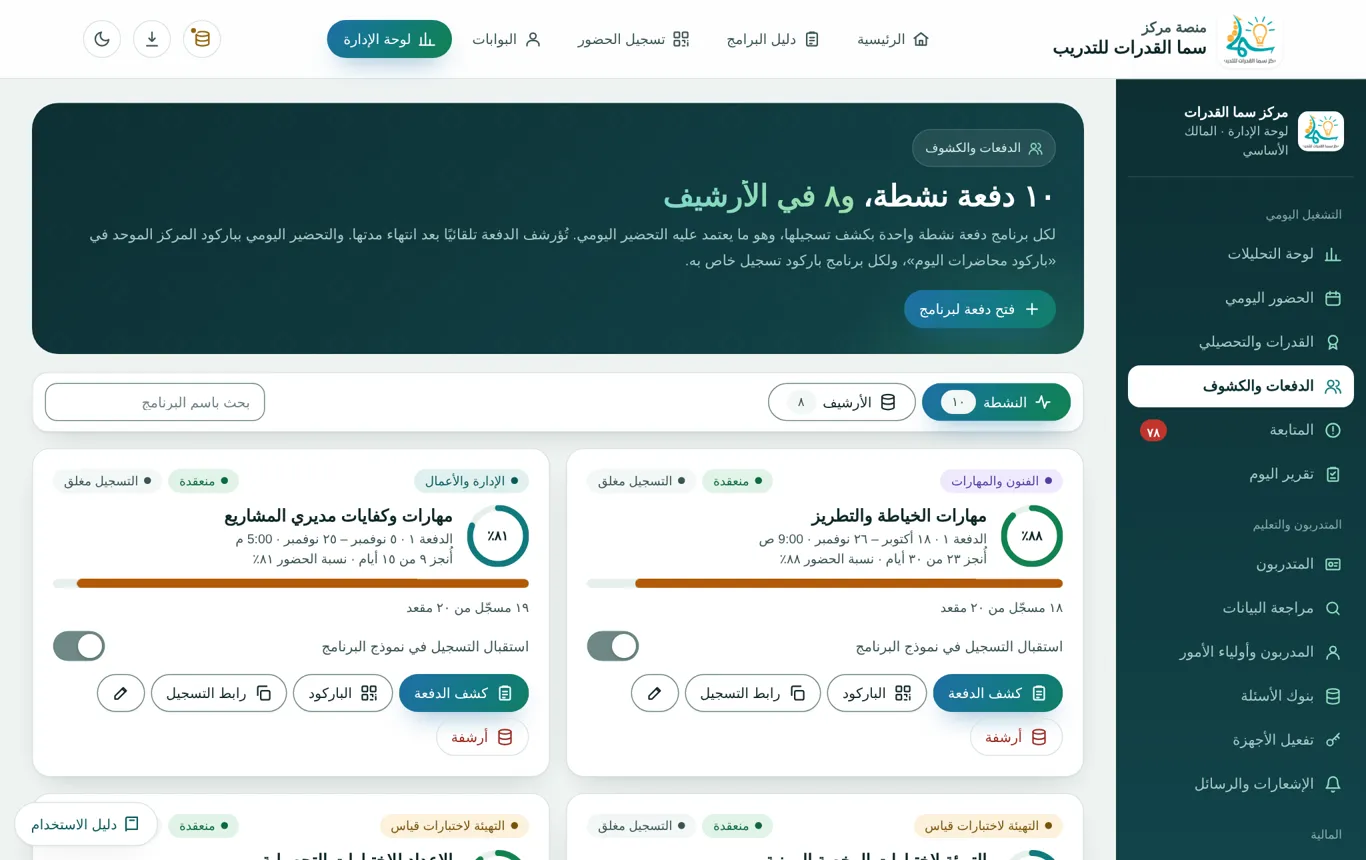 منصة مركز
سما القدرات للتدريب
الرئيسية
دليل البرامج
تسجيل الحضور
البوابات
لوحة الإدارة
مركز سما القدرات
لوحة الإدارة · المالك
الأساسي
التشغيل اليومي
لوحة التحليلات
الحضور اليومي
القدرات والتحصيلي
الدفعات والكشوف
المتابعة
٧٨
تقرير اليوم
المتدربون والتعليم
المتدربون
مراجعة البيانات
المدربون وأولياء الأمور
بنوك الأسئلة
تفعيل الأجهزة
الإشعارات والرسائل
المالية
الدفعات والكشوف
١٠ دفعة نشطة، و٨ في الأرشيف
لكل برنامج دفعة نشطة واحدة بكشف تسجيلها، وهو ما يعتمد عليه التحضير اليومي. تُؤرشف الدفعة تلقائيًا بعد انتهاء مدتها. والتحضير اليومي بباركود المركز الموحد في
«باركود محاضرات اليوم»، ولكل برنامج باركود تسجيل خاص به.
فتح دفعة لبرنامج
النشطة ١٠
الأرشيف ٨
بحث باسم البرنامج
الفنون والمهارات
منعقدة
التسجيل مغلق
٨٨٪
مهارات الخياطة والتطريز
الدفعة ١ · ١٨ أكتوبر – ٢٦ نوفمبر · 9:00 ص
أُنجز ٢٣ من ٣٠ أيام · نسبة الحضور ٨٨٪
١٨ مسجّل من ٢٠ مقعد
استقبال التسجيل في نموذج البرنامج
كشف الدفعة
الباركود
رابط التسجيل
أرشفة
الإدارة والأعمال
منعقدة
التسجيل مغلق
٨١٪
مهارات وكفايات مديري المشاريع
الدفعة ١ · ٥ نوفمبر – ٢٥ نوفمبر · 5:00 م
أُنجز ٩ من ١٥ أيام · نسبة الحضور ٨١٪
١٩ مسجّل من ٢٠ مقعد
استقبال التسجيل في نموذج البرنامج
كشف الدفعة
الباركود
رابط التسجيل
أرشفة
التهيئة لاختبارات قياس
منعقدة
التسجيل مغلق
التهيئة لاختبارات قياس
منعقدة
دليل الاستخدام